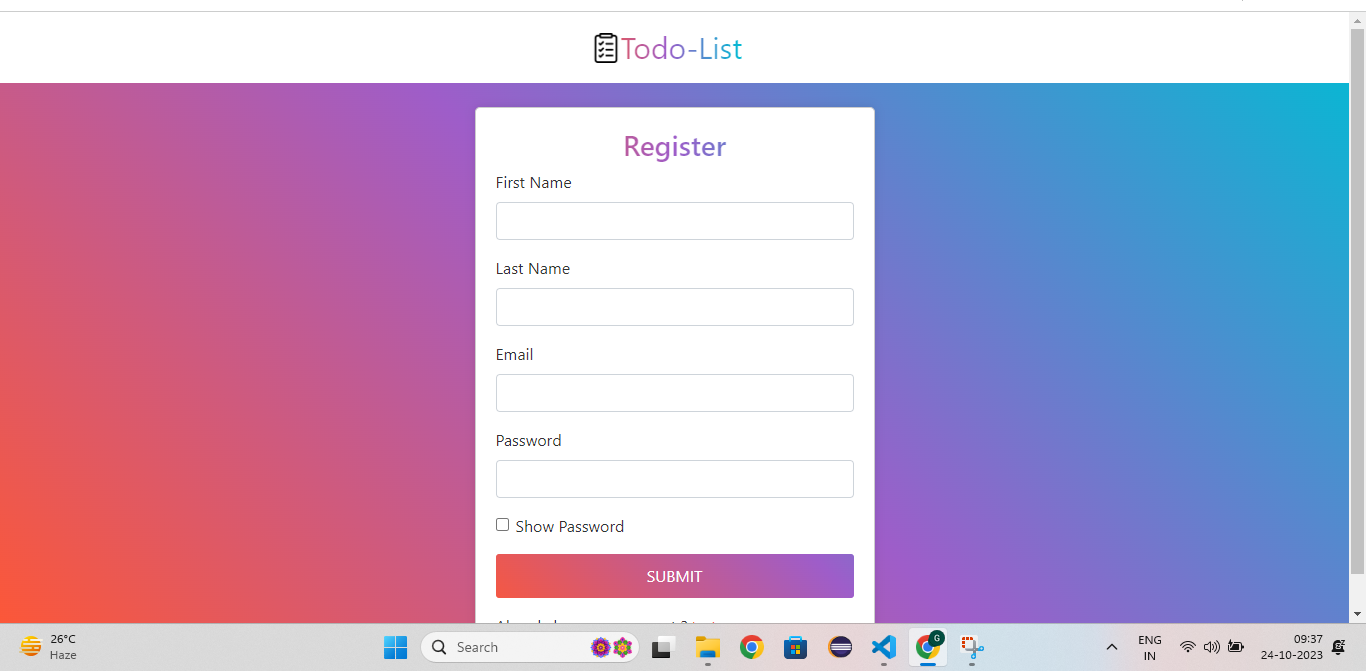 Todo-List
Register
First Name
Last Name
Email
Password
Show Password
SUBMIT
26°C
Haze
Search
G
ENG
IN
09:37
24-10-2023